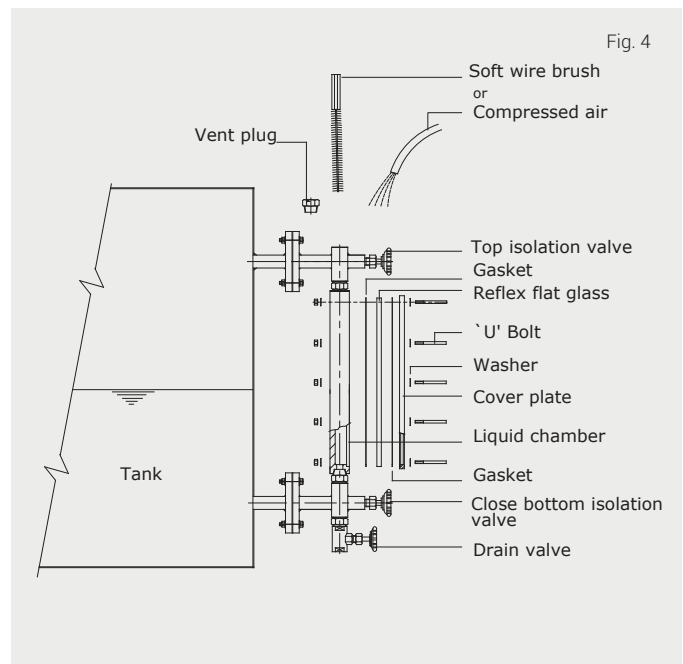 Fig. 4
Soft wire brush
or
Compressed air
Vent plug
Top isolation valve
Gasket
Reflex flat glass
`U' Bolt
Washer
Cover plate
Liquid chamber
Tank
Gasket
Close bottom isolation
valve
Drain valve